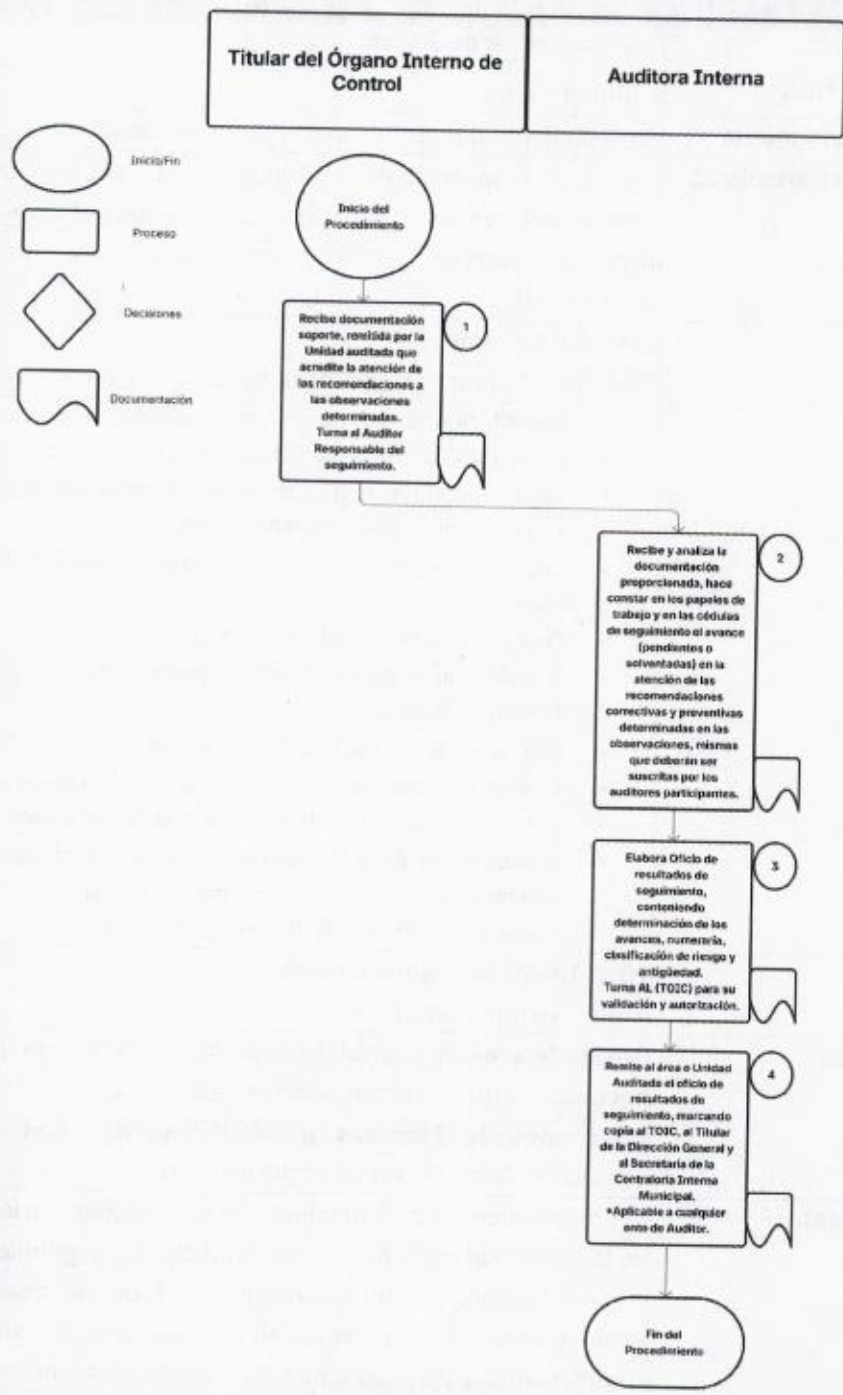 Titular del Órgano Interno de
Control
Auditora Interna
Inicio/Fin
Proceso
Decisiones
Documentación
Inicio del
Procedimiento
1
Recibe documentación
soporte, remitida por la
Unidad auditada que
acredite la atención de
las recomendaciones a
las observaciones
determinadas.
Turna al Auditor
Responsable del
seguimiento.
2
Recibe y analiza la
documentación
proporcionada, hace
constar en los papeles de
trabajo y en las cédulas
de seguimiento el avance
(pendientes o
solventadas) en la
atención de las
recomendaciones
correctivas y preventivas
determinadas en las
observaciones, mismas
que deberán ser
suscritas por los
auditores participantes.
3
Elabora Oficio de
resultados de
seguimiento,
conteniendo
determinación de los
avances, numeraria,
clasificación de riesgo y
antigüedad.
Turna AL (TOIC) para su
validación y autorización.
4
Remite al área o Unidad
Auditada el oficio de
resultados de
seguimiento, marcando
copia al TOIC, al Titular
de la Dirección General y
al Secretaría de la
Contraloría Interna
Municipal.
*Aplicable a cualquier
ente de Auditor.
Fin del
Procedimiento